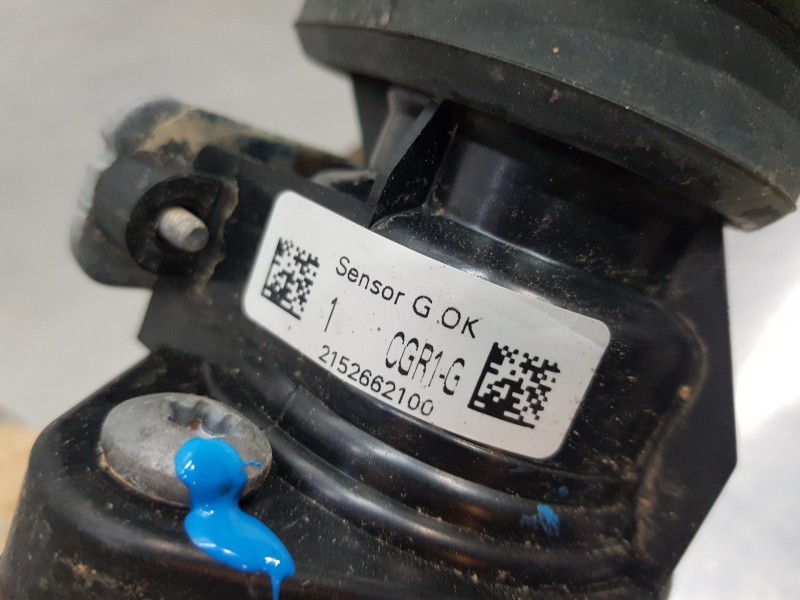 Sensor G.OK
1 CGR1-G
2152662100